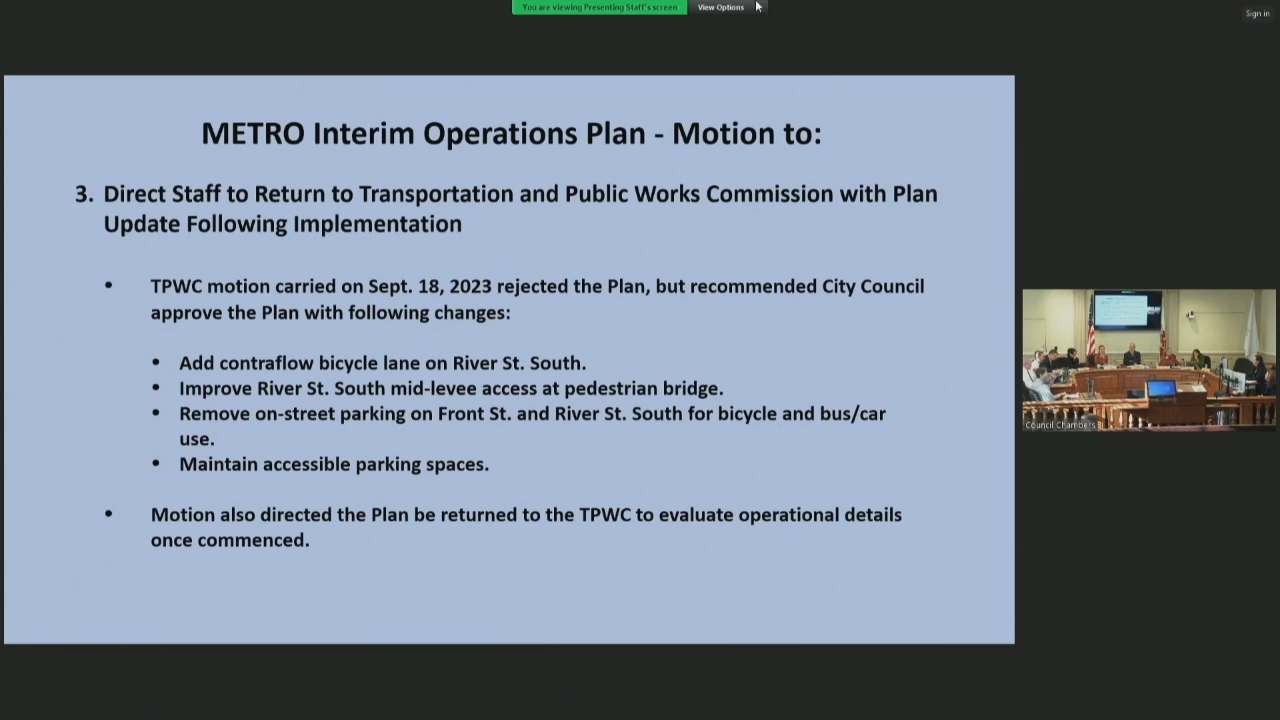 You are viewing Presenting Staff's screen
View Options
Sign in
METRO Interim Operations Plan - Motion to:
3. Direct Staff to Return to Transportation and Public Works Commission with Plan
Update Following Implementation
• TPWC motion carried on Sept. 18, 2023 rejected the Plan, but recommended City Council
approve the Plan with following changes:
• Add contraflow bicycle lane on River St. South.
• Improve River St. South mid-levee access at pedestrian bridge.
• Remove on-street parking on Front St. and River St. South for bicycle and bus/car
use.
• Maintain accessible parking spaces.
• Motion also directed the Plan be returned to the TPWC to evaluate operational details
once commenced.
Council Chambers